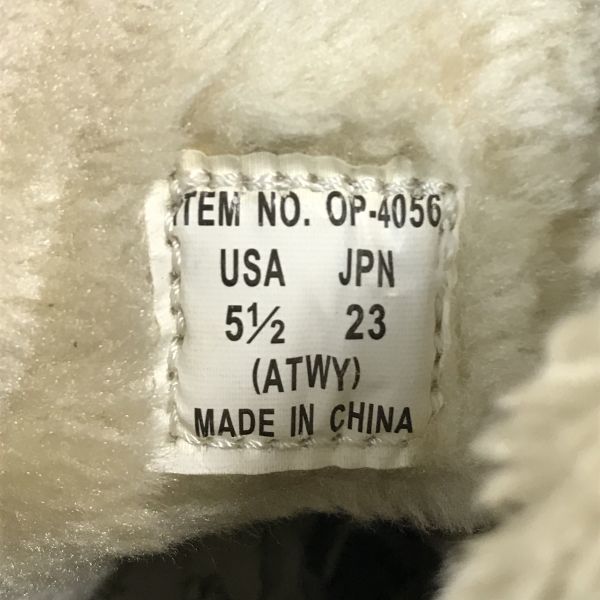 ITEM NO. OP-4056
USA JPN
5½ 23
(ATWY)
MADE IN CHINA